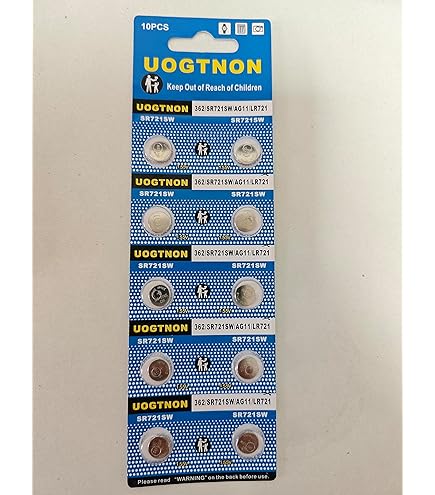 10PCS
UOGTNON
Keep Out of Reach of Children
UOGTNON 362/SR721SW/AG11/LR721
SR721SW SR721SW
UOGTNON 362/SR721SW/AG11/LR721
SR721SW SR721SW
UOGTNON 362/SR721SW/AG11/LR721
SR721SW SR721SW
UOGTNON 362/SR721SW/AG11/LR721
SR721SW SR721SW
UOGTNON 362/SR721SW/AG11/LR721
SR721SW SR721SW
Please read "WARNING" on the back before use.